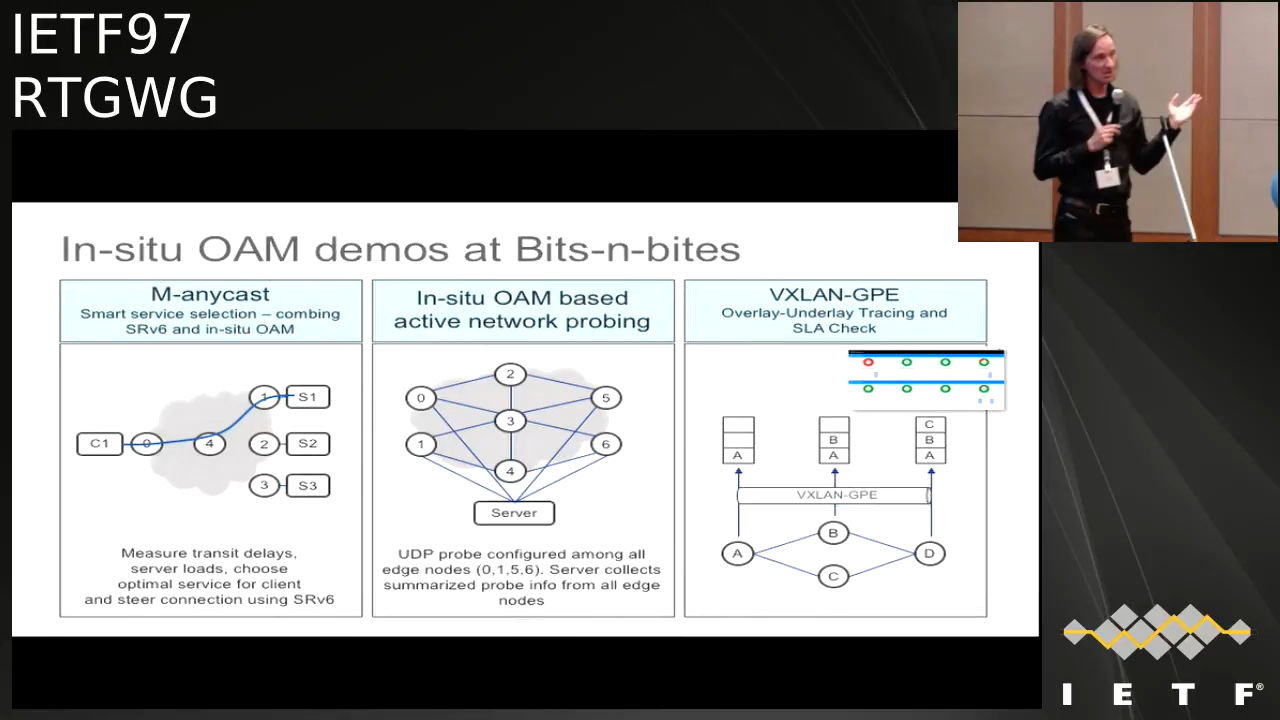 IETF97
RTGWG
In-situ OAM demos at Bits-n-bites
M-anycast
Smart service selection – combing
SRv6 and in-situ OAM
C1
0
4
1
S1
2
S2
3
S3
Measure transit delays,
server loads, choose
optimal service for client
and steer connection using SRv6
In-situ OAM based
active network probing
2
0
5
3
1
6
4
Server
UDP probe configured among all
edge nodes (0,1,5,6). Server collects
summarized probe info from all edge
nodes
VXLAN-GPE
Overlay-Underlay Tracing and
SLA Check
C
B
B
A
A
A
VXLAN-GPE
B
A
D
C
I E T F®